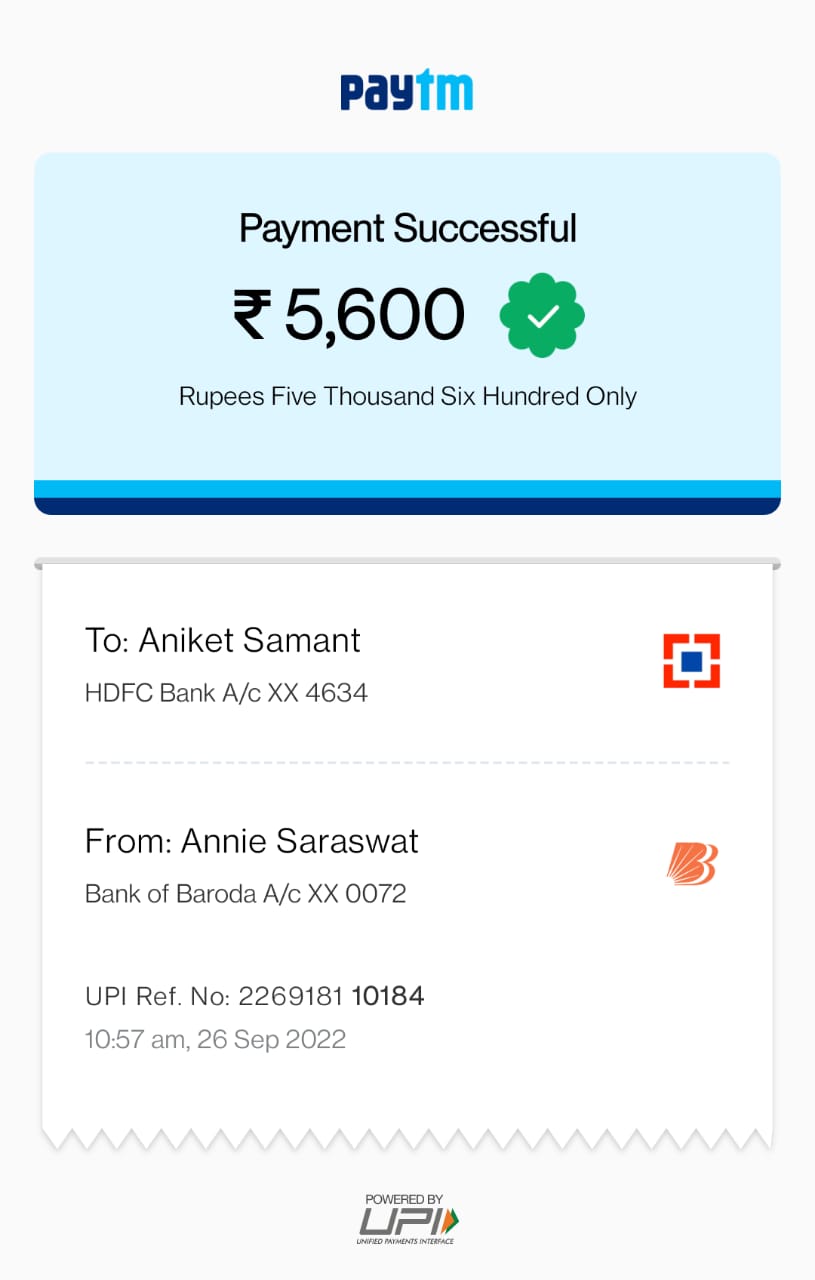 paytm
Payment Successful
₹ 5,600
Rupees Five Thousand Six Hundred Only
To: Aniket Samant
HDFC Bank A/c XX 4634
From: Annie Saraswat
Bank of Baroda A/c XX 0072
UPI Ref. No: 2269181 10184
10:57 am, 26 Sep 2022
POWERED BY
UPI
UNIFIED PAYMENTS INTERFACE